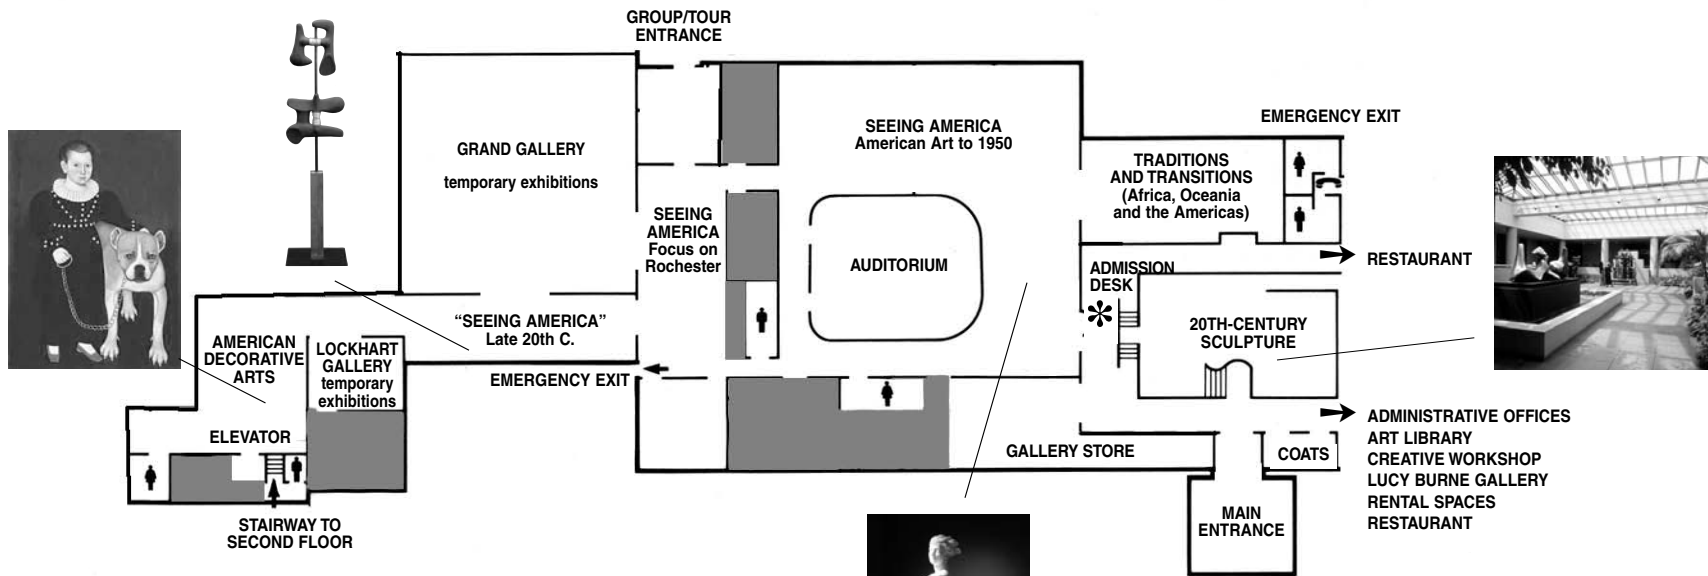 GROUP/TOUR
ENTRANCE
EMERGENCY EXIT
SEEING AMERICA
American Art to 1950
GRAND GALLERY
temporary exhibitions
TRADITIONS
AND TRANSITIONS
(Africa, Oceania
and the Americas)
SEEING
AMERICA
Focus on
Rochester
AUDITORIUM
ADMISSION
DESK
*
RESTAURANT
“SEEING AMERICA”
Late 20th C.
20TH-CENTURY
SCULPTURE
AMERICAN
DECORATIVE
ARTS
LOCKHART
GALLERY
temporary
exhibitions
EMERGENCY EXIT
ELEVATOR
GALLERY STORE
COATS
ADMINISTRATIVE OFFICES
ART LIBRARY
CREATIVE WORKSHOP
LUCY BURNE GALLERY
RENTAL SPACES
RESTAURANT
STAIRWAY TO
SECOND FLOOR
MAIN
ENTRANCE